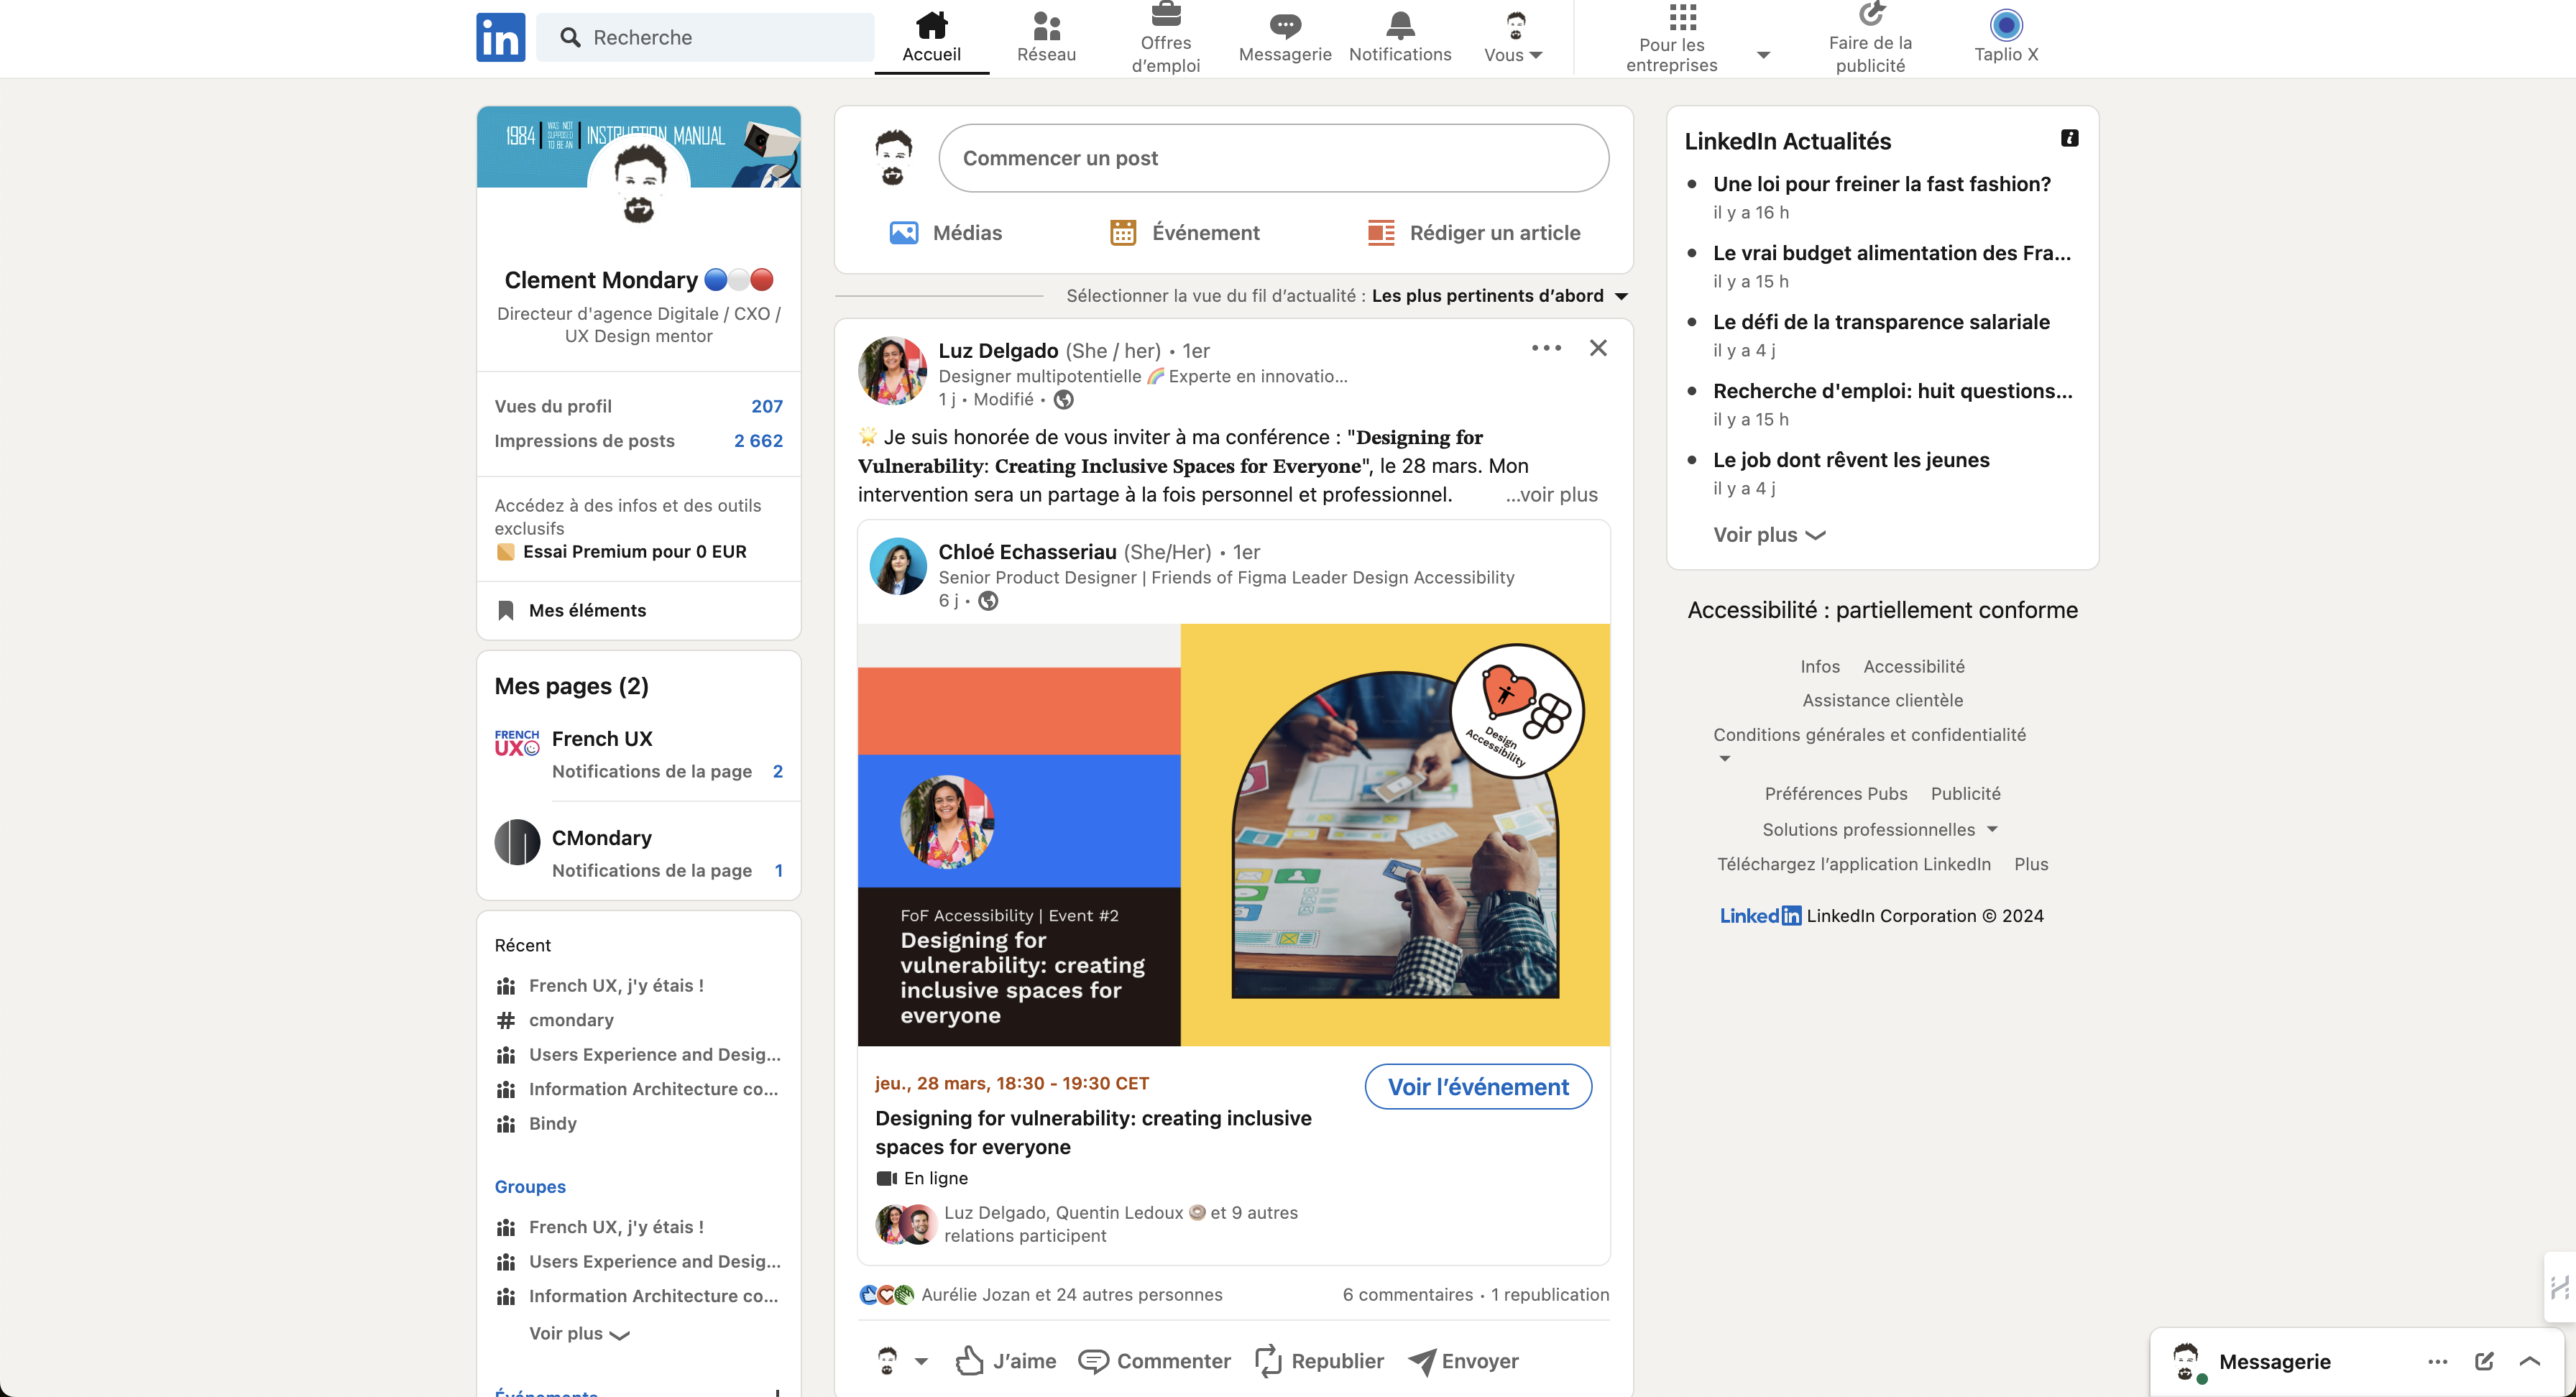 in
Recherche
Accueil
Réseau
Offres
d’emploi
Messagerie
Notifications
Vous
Pour les
entreprises
Faire de la
publicité
Taplio X
1984 WAS NOT SUPPOSED TO BE AN INSTRUCTION MANUAL
Clement Mondary
Directeur d'agence Digitale / CXO /
UX Design mentor
Vues du profil 207
Impressions de posts 2 662
Accédez à des infos et des outils
exclusifs
Essai Premium pour 0 EUR
Mes éléments
Mes pages (2)
FRENCH
UX
French UX
Notifications de la page 2
CMondary
Notifications de la page 1
Récent
French UX, j'y étais !
# cmondary
Users Experience and Desig...
Information Architecture co...
Bindy
Groupes
French UX, j'y étais !
Users Experience and Desig...
Information Architecture co...
Voir plus
Événements
Commencer un post
Médias
Événement
Rédiger un article
Sélectionner la vue du fil d’actualité : Les plus pertinents d’abord
Luz Delgado (She / her) • 1er
Designer multipotentielle 🌈 Experte en innovatio...
1 j • Modifié •
🌟 Je suis honorée de vous inviter à ma conférence : "Designing for
Vulnerability: Creating Inclusive Spaces for Everyone", le 28 mars. Mon
intervention sera un partage à la fois personnel et professionnel. ...voir plus
Chloé Echasseriau (She/Her) • 1er
Senior Product Designer | Friends of Figma Leader Design Accessibility
6 j •
Design
Accessibility
FoF Accessibility | Event #2
Designing for
vulnerability: creating
inclusive spaces for
everyone
jeu., 28 mars, 18:30 - 19:30 CET
Voir l’événement
Designing for vulnerability: creating inclusive
spaces for everyone
En ligne
Luz Delgado, Quentin Ledoux 🍩 et 9 autres
relations participent
Aurélie Jozan et 24 autres personnes
6 commentaires • 1 republication
J’aime
Commenter
Republier
Envoyer
LinkedIn Actualités
Une loi pour freiner la fast fashion?
il y a 16 h
Le vrai budget alimentation des Fra...
il y a 15 h
Le défi de la transparence salariale
il y a 4 j
Recherche d'emploi: huit questions...
il y a 15 h
Le job dont rêvent les jeunes
il y a 4 j
Voir plus
Accessibilité : partiellement conforme
Infos Accessibilité
Assistance clientèle
Conditions générales et confidentialité
Préférences Pubs Publicité
Solutions professionnelles
Téléchargez l’application LinkedIn Plus
LinkedIn LinkedIn Corporation © 2024
Messagerie